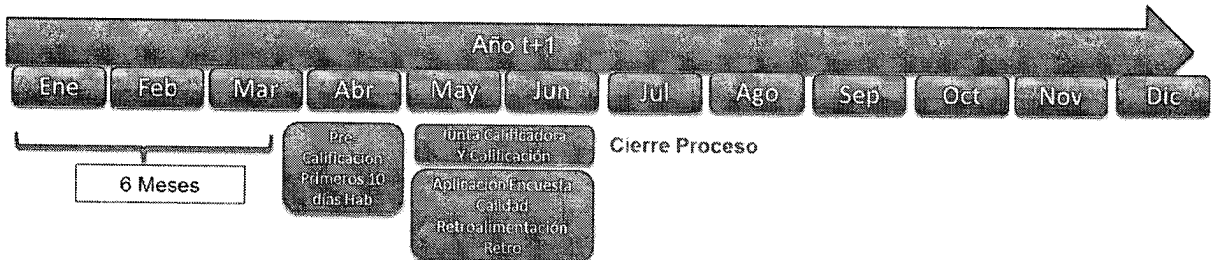 Año t+1
Ene Feb Mar Abr May Jun Jul Ago Sep Oct Nov Dic
6 Meses
Pre-
Calificación
Primeros 10
días Hab
Junta Calificadora
Y Calificación
Aplicación Encuesta
Calidad
Retroalimentación
Retro
Cierre Proceso